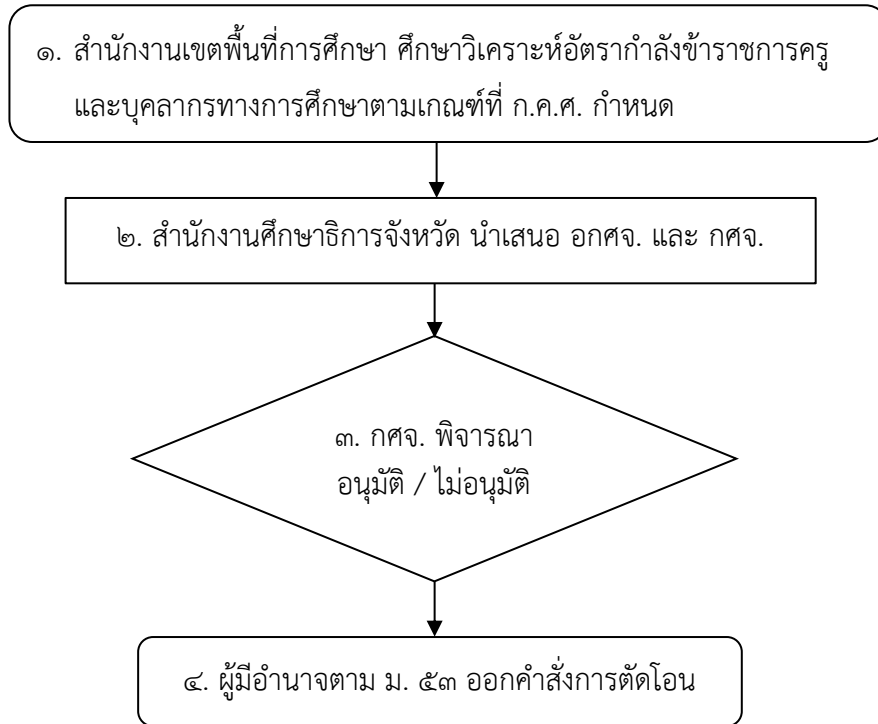 ๑. สำนักงานเขตพื้นที่การศึกษา ศึกษาวิเคราะห์อัตรากำลังข้าราชการครู
และบุคลากรทางการศึกษาตามเกณฑ์ที่ ก.ค.ศ. กำหนด
๒. สำนักงานศึกษาธิการจังหวัด นำเสนอ อกศจ. และ กศจ.
๓. กศจ. พิจารณา
อนุมัติ / ไม่อนุมัติ
๔. ผู้มีอำนาจตาม ม. ๕๓ ออกคำสั่งการตัดโอน